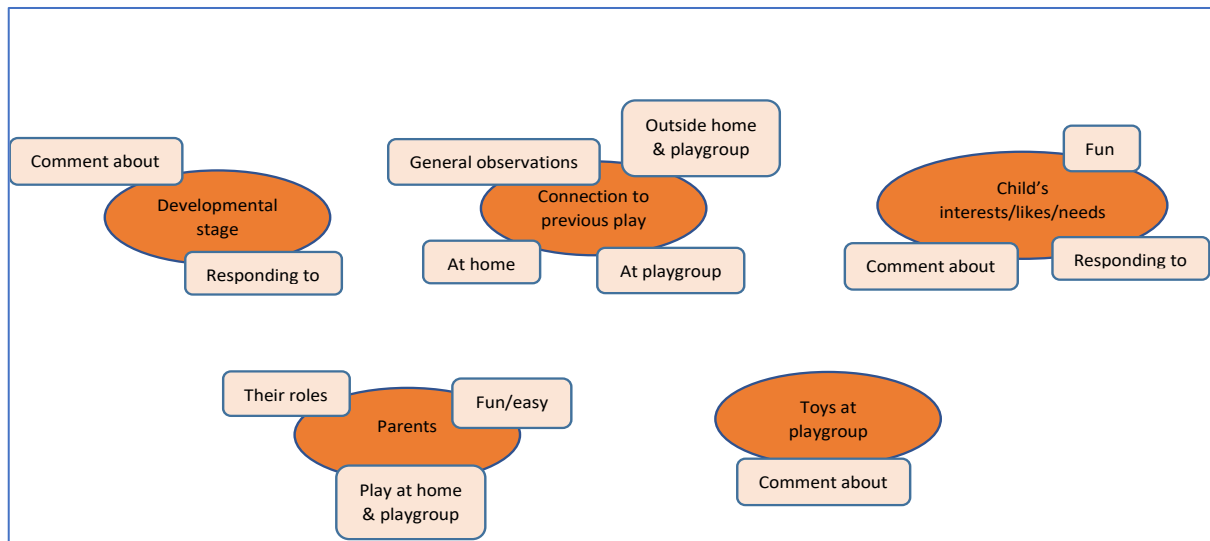 Comment about
Developmental
stage
Responding to
General observations
Outside home
& playgroup
Connection to
previous play
At home
At playgroup
Fun
Child's
interests/likes/needs
Comment about
Responding to
Their roles
Fun/easy
Parents
Play at home
& playgroup
Toys at
playgroup
Comment about